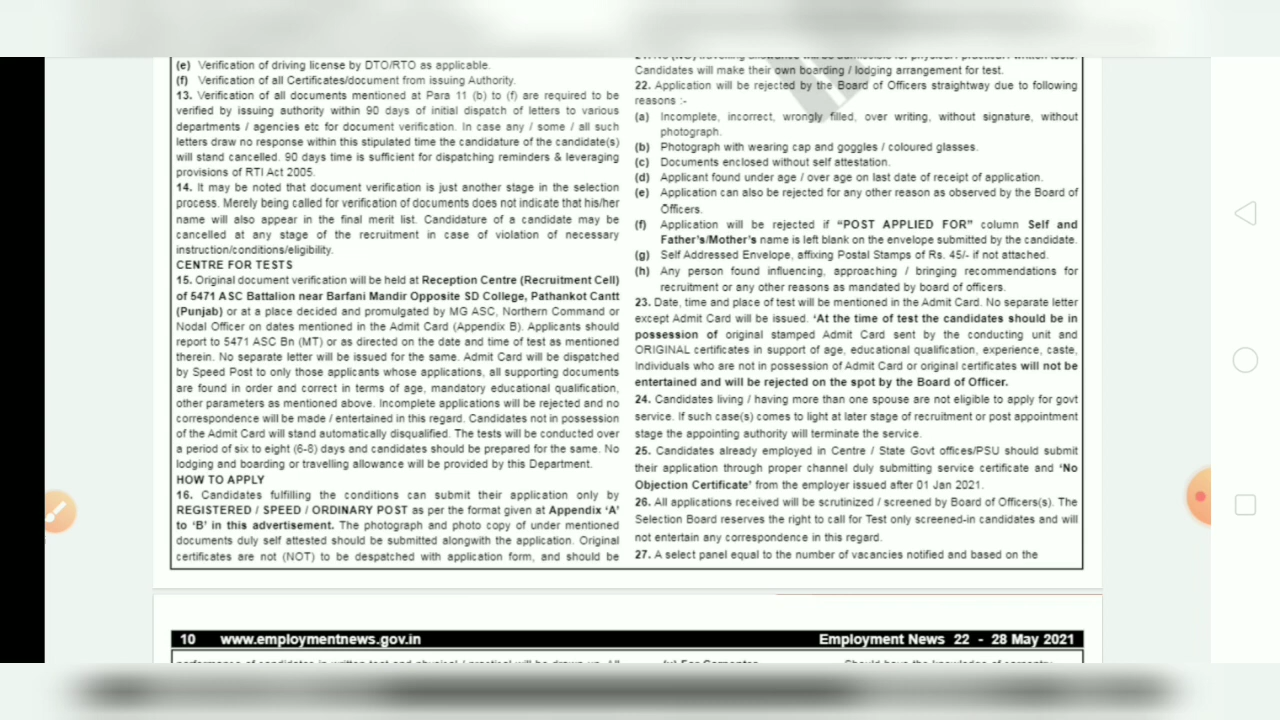 (e) Verification of driving license by DTO/RTO as applicable.
(f) Verification of all Certificates/document from issuing Authority.
13. Verification of all documents mentioned at Para 11 (b) to (f) are required to be
verified by issuing authority within 90 days of initial dispatch of letters to various
departments / agencies etc for document verification. In case any / some / all such
letters draw no response within this stipulated time the candidature of the candidate(s)
will stand cancelled. 90 days time is sufficient for dispatching reminders & leveraging
provisions of RTI Act 2005.
14. It may be noted that document verification is just another stage in the selection
process. Merely being called for verification of documents does not indicate that his/her
name will also appear in the final merit list. Candidature of a candidate may be
cancelled at any stage of the recruitment in case of violation of necessary
instruction/conditions/eligibility.
CENTRE FOR TESTS
15. Original document verification will be held at Reception Centre (Recruitment Cell)
of 5471 ASC Battalion near Barfani Mandir Opposite SD College, Pathankot Cantt
(Punjab) or at a place decided and promulgated by MG ASC, Northern Command or
Nodal Officer on dates mentioned in the Admit Card (Appendix B). Applicants should
report to 5471 ASC Bn (MT) or as directed on the date and time of test as mentioned
therein. No separate letter will be issued for the same. Admit Card will be dispatched
by Speed Post to only those applicants whose applications, all supporting documents
are found in order and correct in terms of age, mandatory educational qualification,
other parameters as mentioned above. Incomplete applications will be rejected and no
correspondence will be made / entertained in this regard. Candidates not in possession
of the Admit Card will stand automatically disqualified. The tests will be conducted over
a period of six to eight (6-8) days and candidates should be prepared for the same. No
lodging and boarding or travelling allowance will be provided by this Department.
HOW TO APPLY
16. Candidates fulfilling the conditions can submit their application only by
REGISTERED / SPEED / ORDINARY POST as per the format given at Appendix ‘A’
to ‘B’ in this advertisement. The photograph and photo copy of under mentioned
documents duly self attested should be submitted alongwith the application. Original
certificates are not (NOT) to be despatched with application form, and should be
Candidates will make their own boarding / lodging arrangement for test.
22. Application will be rejected by the Board of Officers straightway due to following
reasons :-
(a) Incomplete, incorrect, wrongly filled, over writing, without signature, without
photograph.
(b) Photograph with wearing cap and goggles / coloured glasses.
(c) Documents enclosed without self attestation.
(d) Applicant found under age / over age on last date of receipt of application.
(e) Application can also be rejected for any other reason as observed by the Board of
Officers.
(f) Application will be rejected if “POST APPLIED FOR” column Self and
Father’s/Mother’s name is left blank on the envelope submitted by the candidate.
(g) Self Addressed Envelope, affixing Postal Stamps of Rs. 45/- if not attached.
(h) Any person found influencing, approaching / bringing recommendations for
recruitment or any other reasons as mandated by board of officers.
23. Date, time and place of test will be mentioned in the Admit Card. No separate letter
except Admit Card will be issued. ‘At the time of test the candidates should be in
possession of original stamped Admit Card sent by the conducting unit and
ORIGINAL certificates in support of age, educational qualification, experience, caste,
Individuals who are not in possession of Admit Card or original certificates will not be
entertained and will be rejected on the spot by the Board of Officer.
24. Candidates living / having more than one spouse are not eligible to apply for govt
service. If such case(s) comes to light at later stage of recruitment or post appointment
stage the appointing authority will terminate the service.
25. Candidates already employed in Centre / State Govt offices/PSU should submit
their application through proper channel duly submitting service certificate and ‘No
Objection Certificate’ from the employer issued after 01 Jan 2021.
26. All applications received will be scrutinized / screened by Board of Officers(s). The
Selection Board reserves the right to call for Test only screened-in candidates and will
not entertain any correspondence in this regard.
27. A select panel equal to the number of vacancies notified and based on the
10 www.employmentnews.gov.in Employment News 22 - 28 May 2021